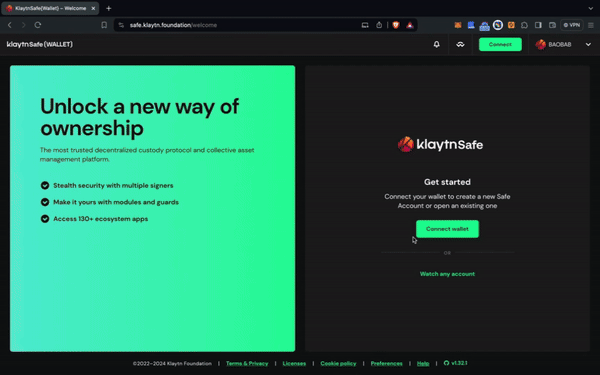 KlaytnSafe(Wallet) – Welcome
safe.klaytn.foundation/welcome
VPN
klaytnSafe {WALLET}
Connect
BAOBAB
Unlock a new way of
ownership
The most trusted decentralized custody protocol and collective asset
management platform.
Stealth security with multiple signers
Make it yours with modules and guards
Access 130+ ecosystem apps
klaytnSafe
Get started
Connect your wallet to create a new Safe
Account or open an existing one
Connect wallet
OR
Watch any account
©2022–2024 Klaytn Foundation | Terms & Privacy | Licenses | Cookie policy | Preferences | Help | v1.32.1